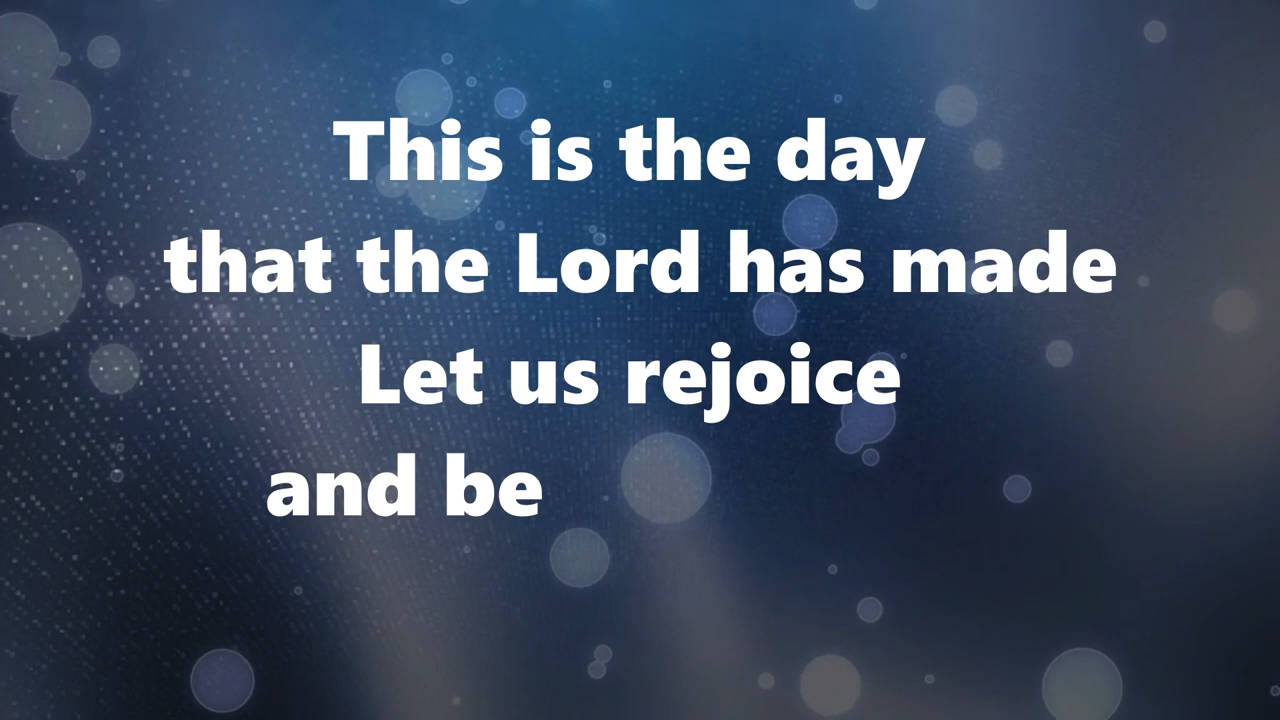 This is the day
that the Lord has made
Let us rejoice
and be